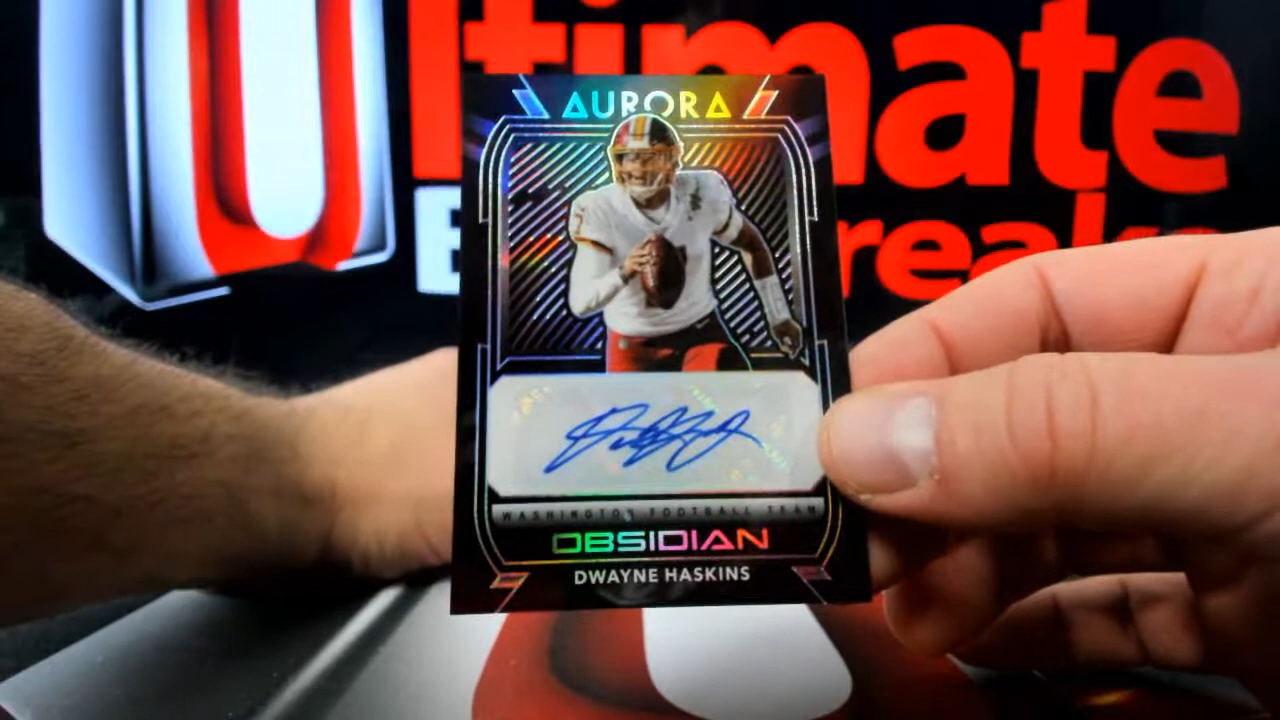 Ultimate
Breaks
AURORA
WASHINGTON FOOTBALL TEAM
OBSIDIAN
DWAYNE HASKINS